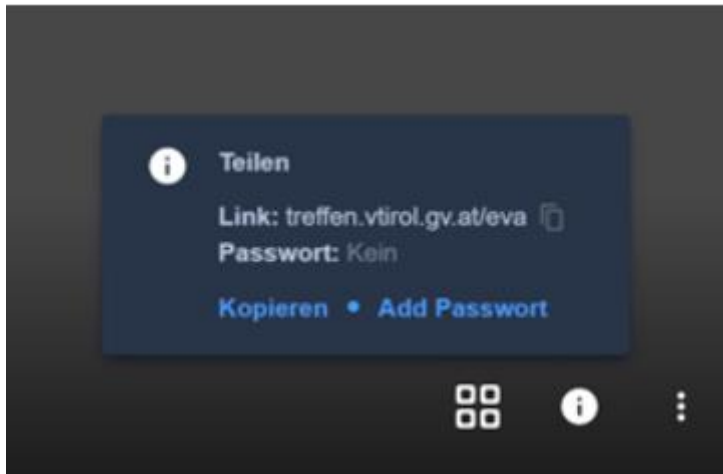 Teilen
Link: treffen.vtirol.gv.at/eva
Passwort: Kein
Kopieren • Add Passwort